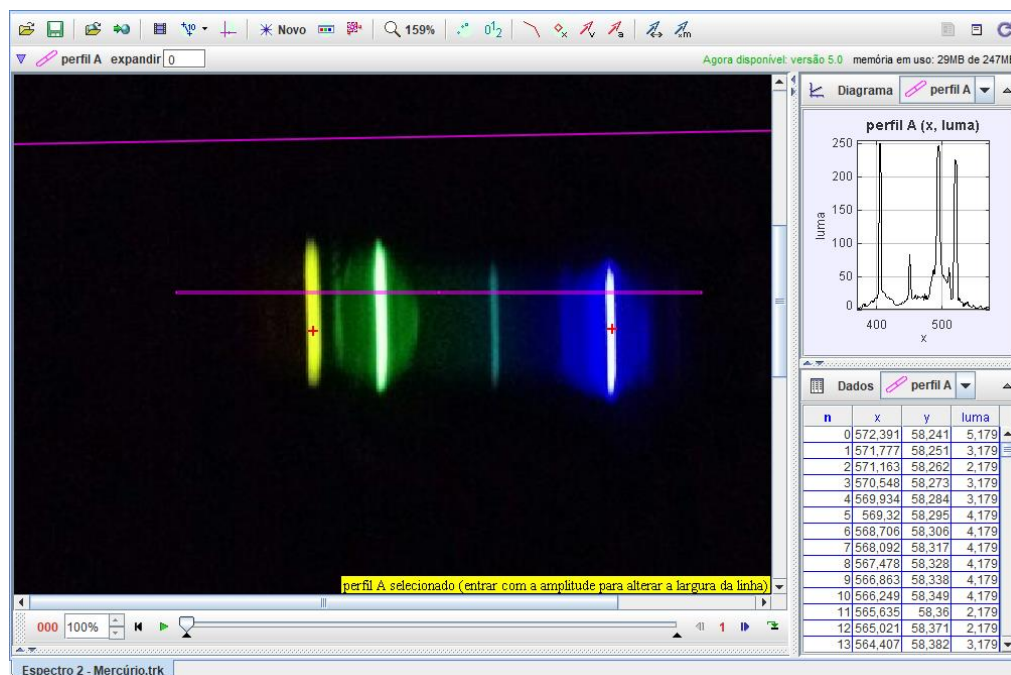 Novo 159%
perfil A expandir 0 Agora disponível: versão 5.0 memória em uso: 29MB de 247MB
Diagrama perfil A
perfil A (x, luma)
250
200
150
100
50
0
luma
400 500
x
Dados perfil A
n x y luma
0 572,391 58,241 5,179
1 571,777 58,251 3,179
2 571,163 58,262 2,179
3 570,548 58,273 3,179
4 569,934 58,284 3,179
5 569,32 58,295 4,179
6 568,706 58,306 4,179
7 568,092 58,317 4,179
8 567,478 58,328 4,179
9 566,863 58,338 4,179
10 566,249 58,349 4,179
11 565,635 58,36 2,179
12 565,021 58,371 2,179
13 564,407 58,382 3,179
perfil A selecionado (entrar com a amplitude para alterar a largura da linha)
000 100% 1
Espectro 2 - Mercúrio.trk